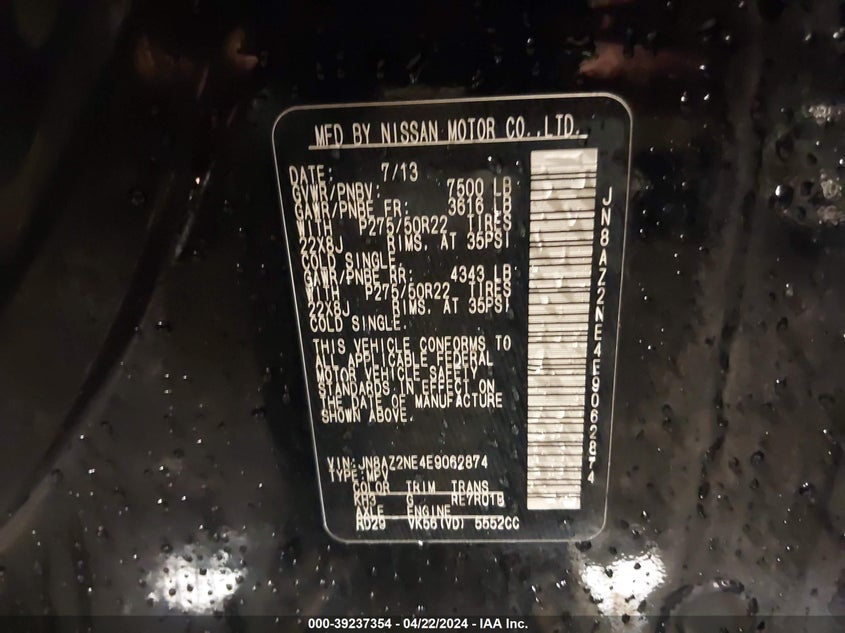 MFD BY NISSAN MOTOR CO.,LTD.
DATE: 7/13
GVWR/PNBV: 7500 LB
GAWR/PNBE FR: 3616 LB
WITH P275/50R22 TIRES
22X8J RIMS. AT 35PSI
COLD SINGLE.
GAWR/PNBE RR: 4343 LB
WITH P275/50R22 TIRES
22X8J RIMS. AT 35PSI
COLD SINGLE.
THIS VEHICLE CONFORMS TO
ALL APPLICABLE FEDERAL
MOTOR VEHICLE SAFETY
STANDARDS IN EFFECT ON
THE DATE OF MANUFACTURE
SHOWN ABOVE.
VIN:JN8AZ2NE4E9062874
TYPE:MPV
COLOR TRIM TRANS
KH3 G RE7R01B
AXLE ENGINE
RD29 VK56(VD) 5552CC
JN8AZ2NE4E9062874
000-39237354 - 04/22/2024 - IAA Inc.